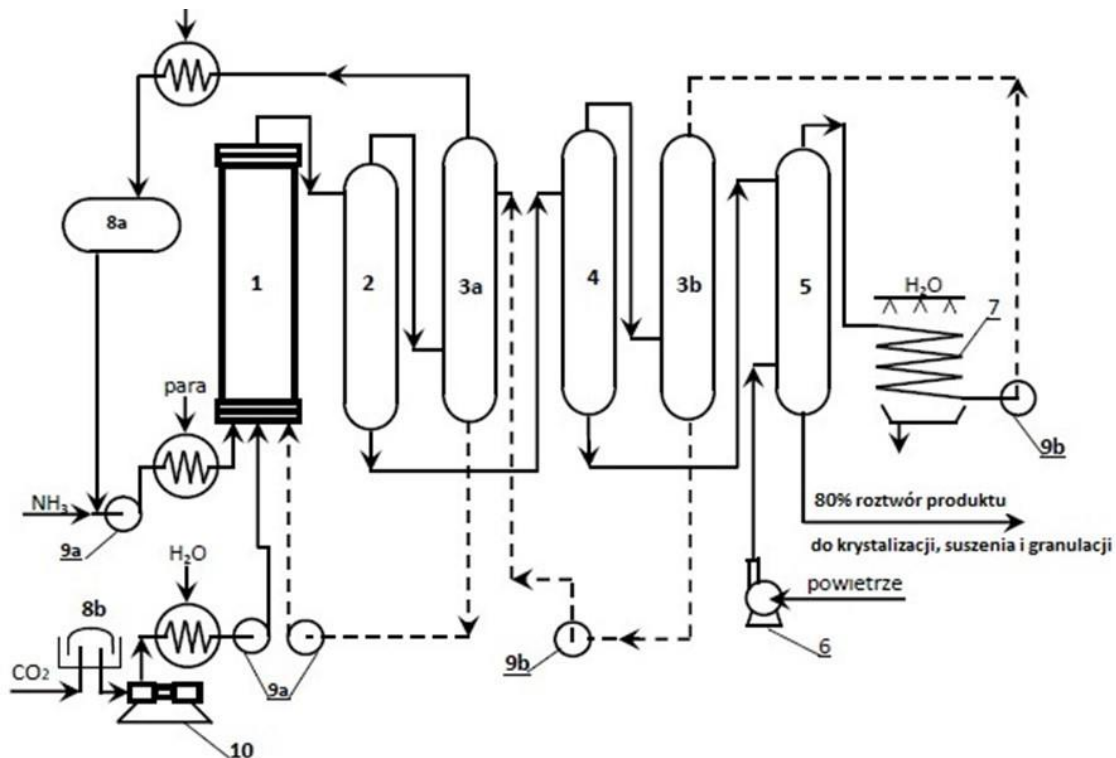 8a
1
2
3a
4
3b
5
H₂O
7
para
NH₃
9a
9b
80% roztwór produktu
do krystalizacji, suszenia i granulacji
H₂O
8b
powietrze
6
9b
CO₂
9a
10